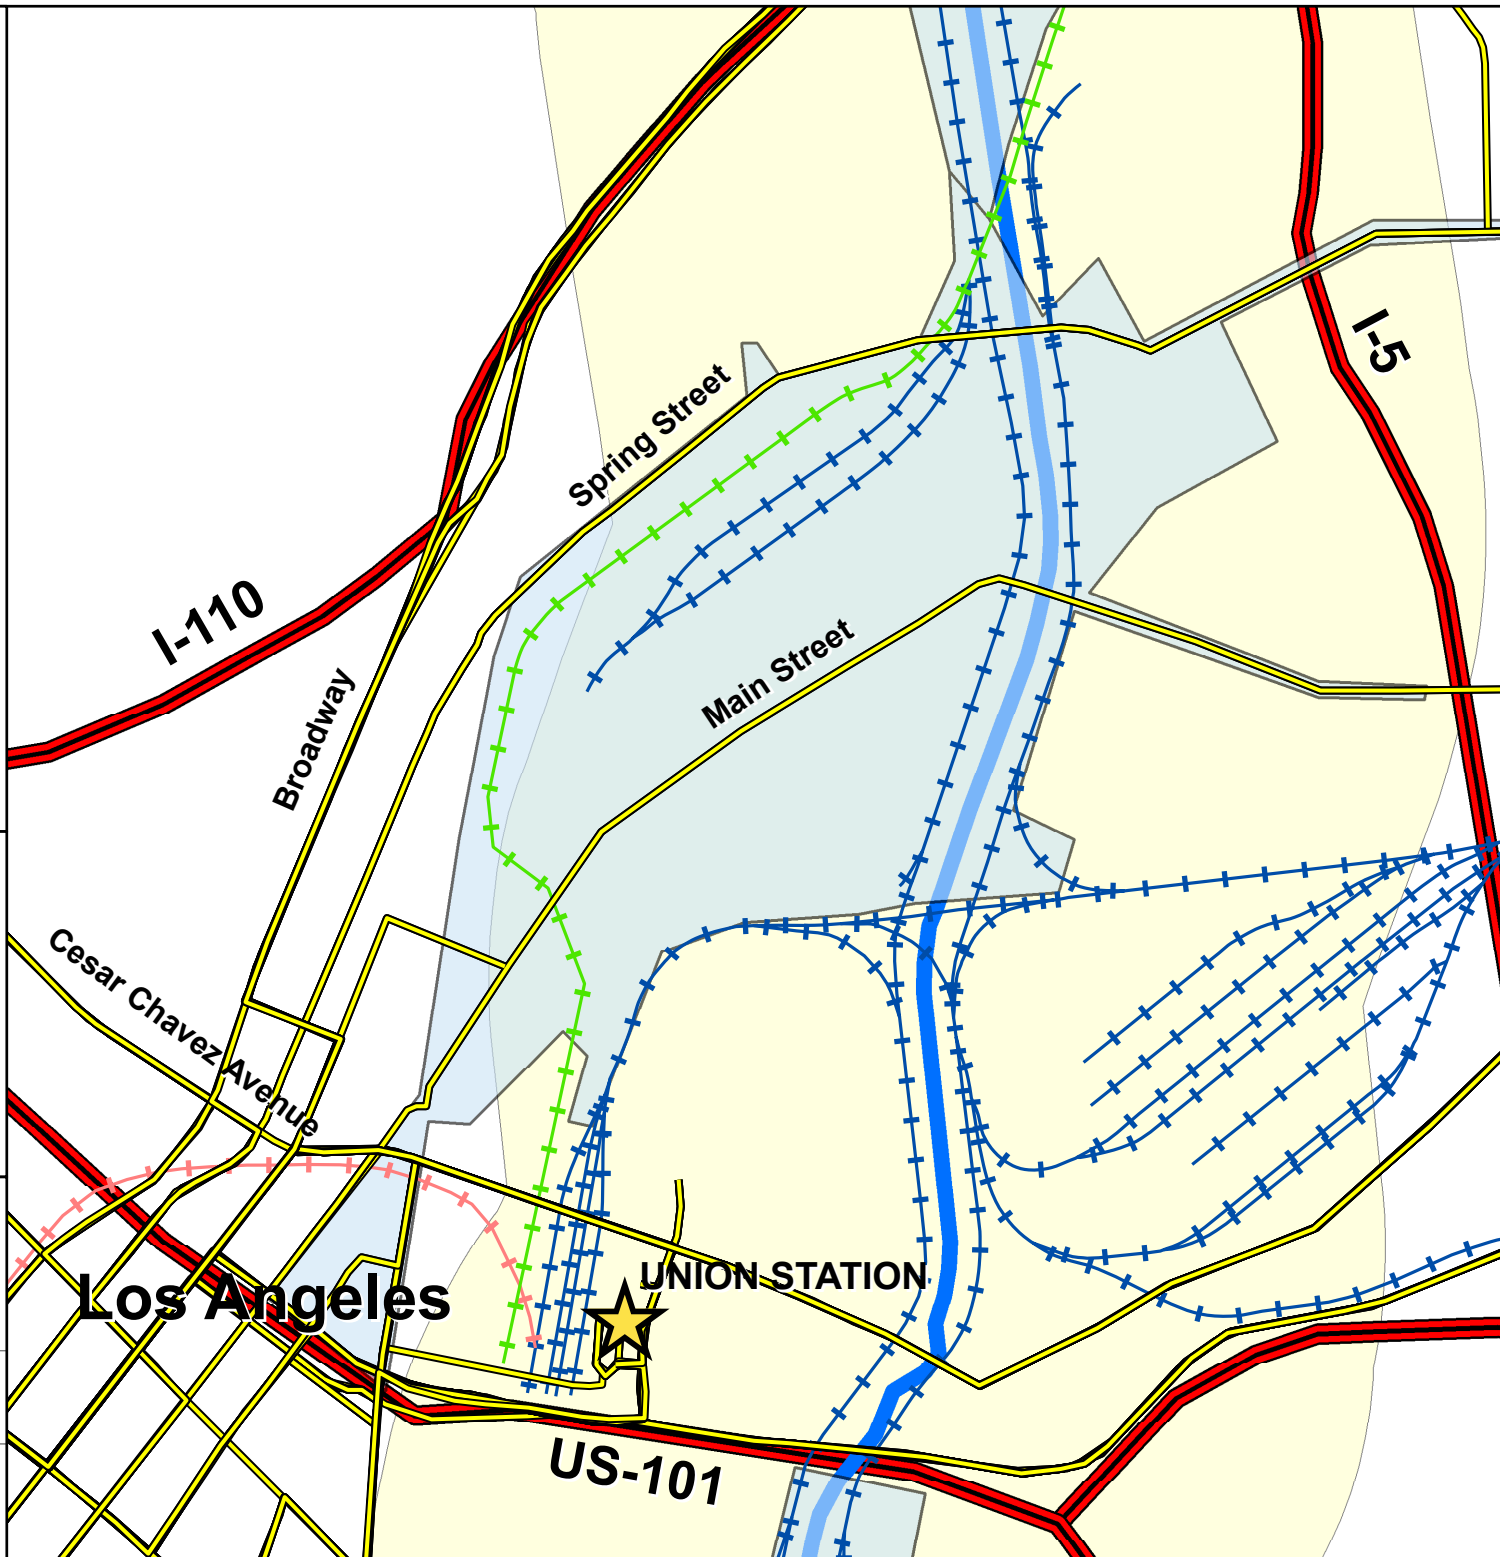 I-5
Spring Street
I-110
Main Street
Broadway
Cesar Chavez Avenue
UNION STATION
Los Angeles
US-101